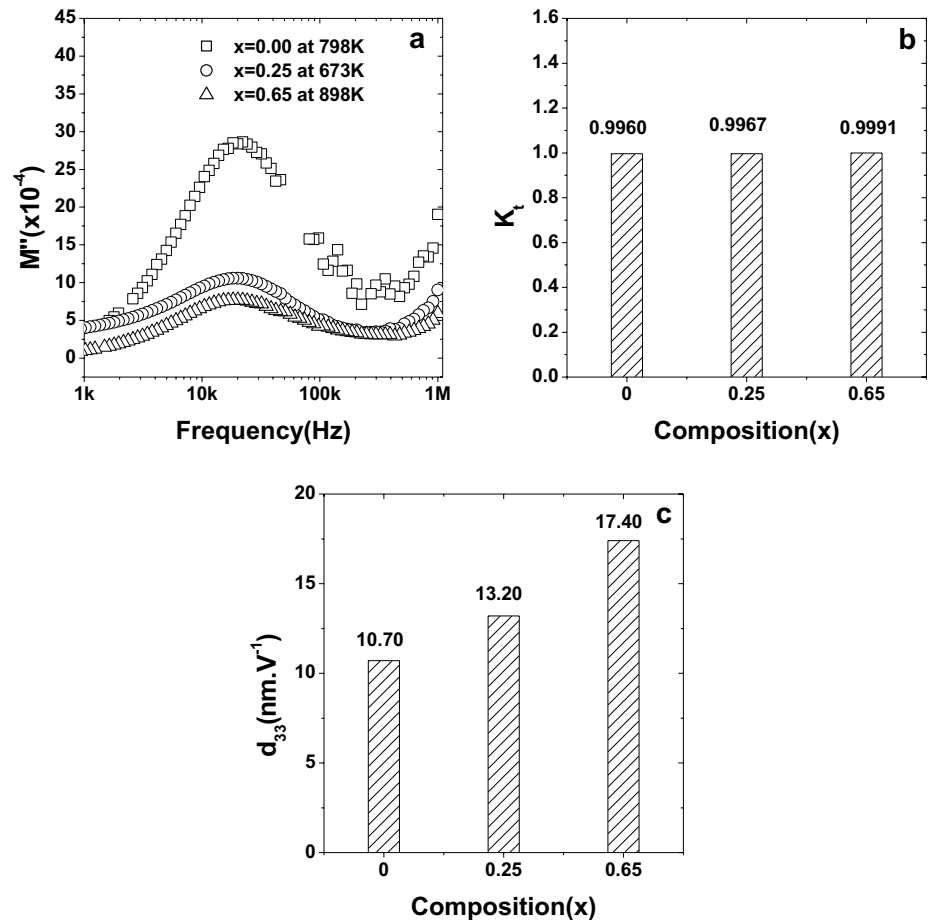 a
x=0.00 at 798K
x=0.25 at 673K
x=0.65 at 898K
45
40
35
30
25
20
15
10
5
0
M"(x10⁻⁴)
1k 10k 100k 1M
Frequency(Hz)
b
1.6
1.4
1.2
1.0
0.8
0.6
0.4
0.2
0.0
Kₜ
0.9960 0.9967 0.9991
0 0.25 0.65
Composition(x)
c
20
15
10
5
0
d₃₃(nm.V⁻¹)
10.70
13.20
17.40
0 0.25 0.65
Composition(x)